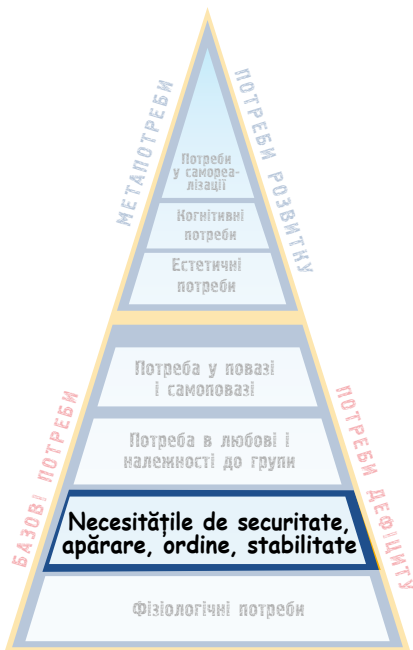 МЕТАПОТРЕБИ
ПОТРЕБИ РОЗВИТКУ
Потреби
у самореа-
лізації
Когнітивні
потреби
Естетичні
потреби
БАЗОВІ ПОТРЕБИ
ПОТРЕБИ ДЕФІЦИТУ
Потреба у повазі
і самоповазі
Потреба в любові і
належності до групи
Necesitățile de securitate,
apărare, ordine, stabilitate
Фізіологічні потреби